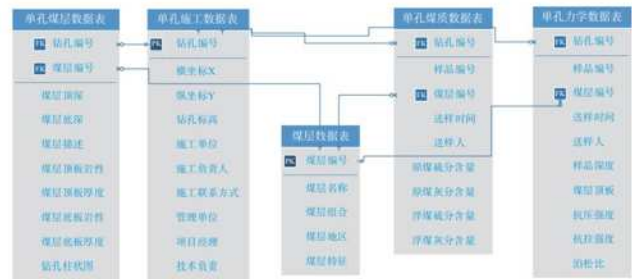 单孔煤层数据表
FK 钻孔编号
FK 煤层编号
煤层顶深
煤层底深
煤层描述
煤层顶板岩性
煤层顶板厚度
煤层底板岩性
煤层底板厚度
钻孔柱状图
单孔施工数据表
PK 钻孔编号
横坐标X
纵坐标Y
钻孔标高
施工单位
施工负责人
施工联系方式
管理单位
项目经理
技术负责
煤层数据表
PK 煤层编号
煤层名称
煤层组合
煤层地区
煤层特征
单孔煤质数据表
FK 钻孔编号
样品编号
FK 煤层编号
送样时间
送样人
原煤硫分含量
原煤灰分含量
浮煤硫分含量
浮煤灰分含量
单孔力学数据表
FK 钻孔编号
样品编号
FK 煤层编号
送样时间
送样人
样品深度
煤层顶板
抗压强度
抗拉强度
泊松比